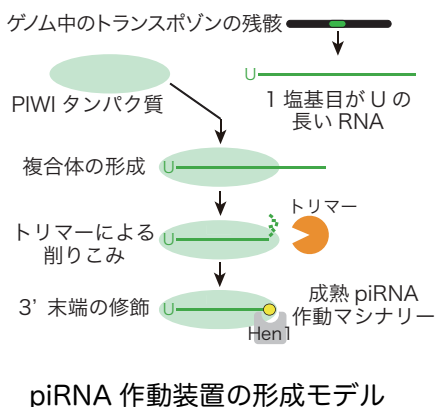 ゲノム中のトランスポゾンの残骸
U
PIWI タンパク質
1 塩基目が U の
長い RNA
複合体の形成
U
トリマー
トリマーによる
削りこみ
U
3’ 末端の修飾
U
Hen1
成熟 piRNA
作動マシナリー
piRNA 作動装置の形成モデル